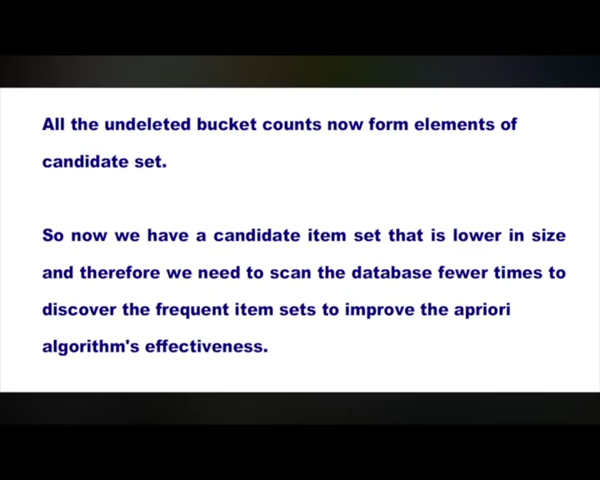 All the undeleted bucket counts now form elements of
candidate set.
So now we have a candidate item set that is lower in size
and therefore we need to scan the database fewer times to
discover the frequent item sets to improve the apriori
algorithm's effectiveness.